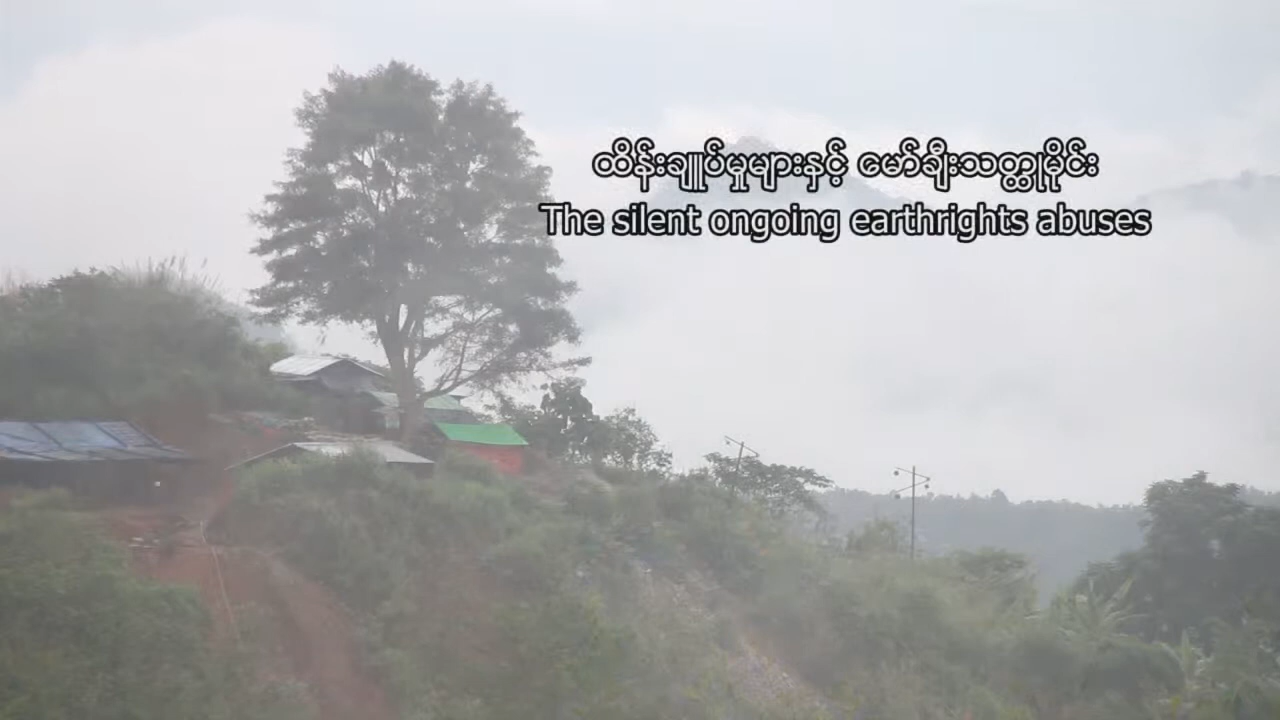 ထိန်းချူပ်မှုများနှင့် မော်ချီးသတ္ထုမိုင်း
The silent ongoing earthrights abuses